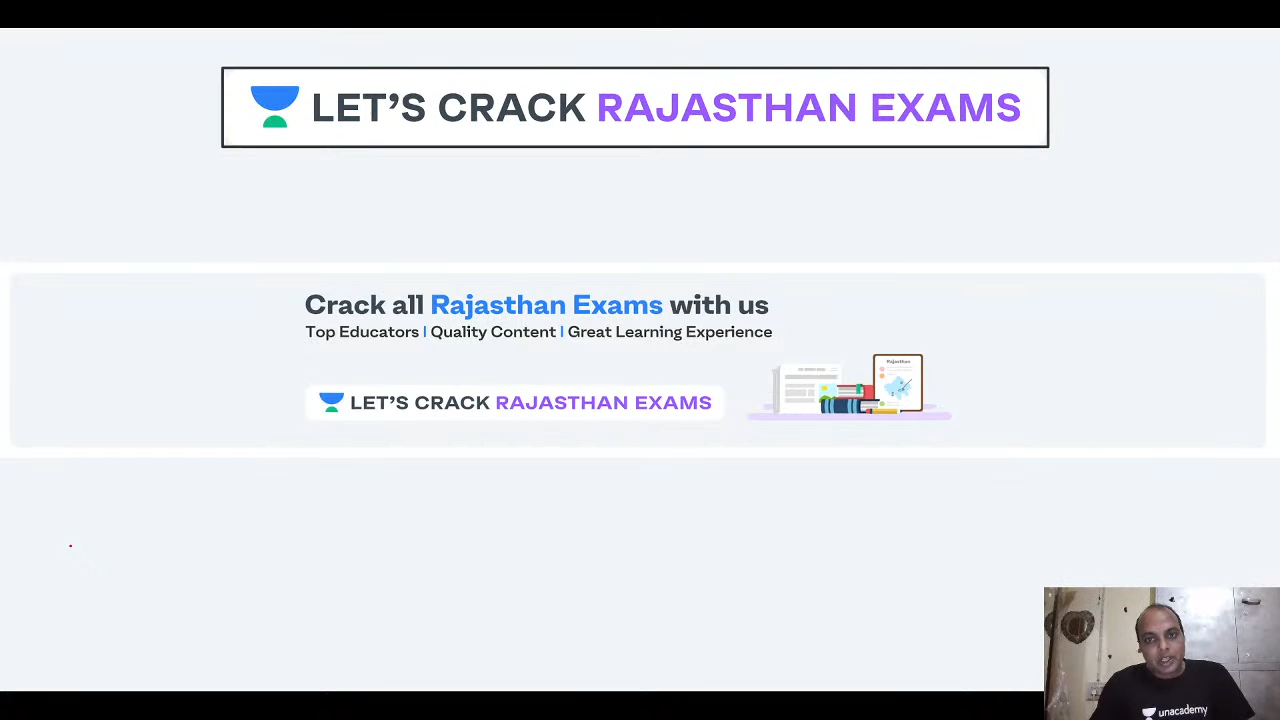 LET'S CRACK RAJASTHAN EXAMS
Crack all Rajasthan Exams with us
Top Educators | Quality Content | Great Learning Experience
Rajasthan
LET'S CRACK RAJASTHAN EXAMS
unacademy